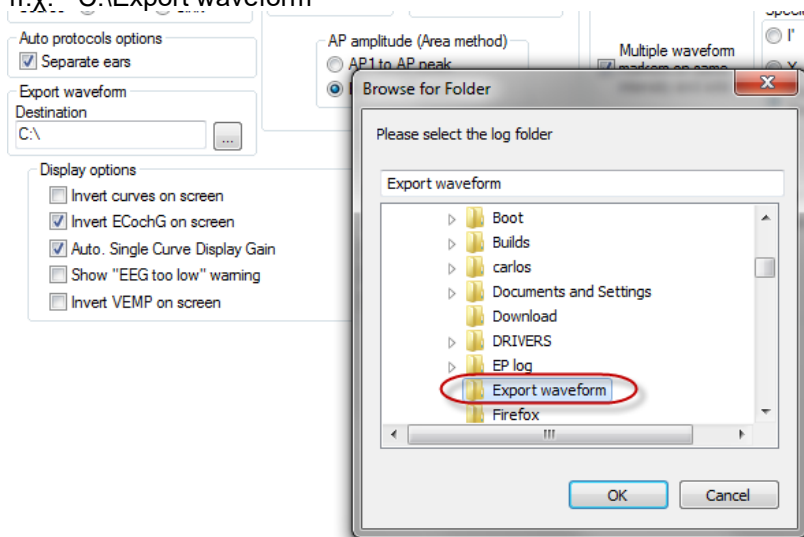 π.χ. C:\Export waveform
Auto protocols options
Separate ears
Export waveform
Destination
C:\
...
AP amplitude (Area method)
AP1 to AP peak
Multiple waveform
Display options
Invert curves on screen
Invert ECochG on screen
Auto. Single Curve Display Gain
Show "EEG too low" warning
Invert VEMP on screen
Browse for Folder
Please select the log folder
Export waveform
Boot
Builds
carlos
Documents and Settings
Download
DRIVERS
EP log
Export waveform
Firefox
OK
Cancel